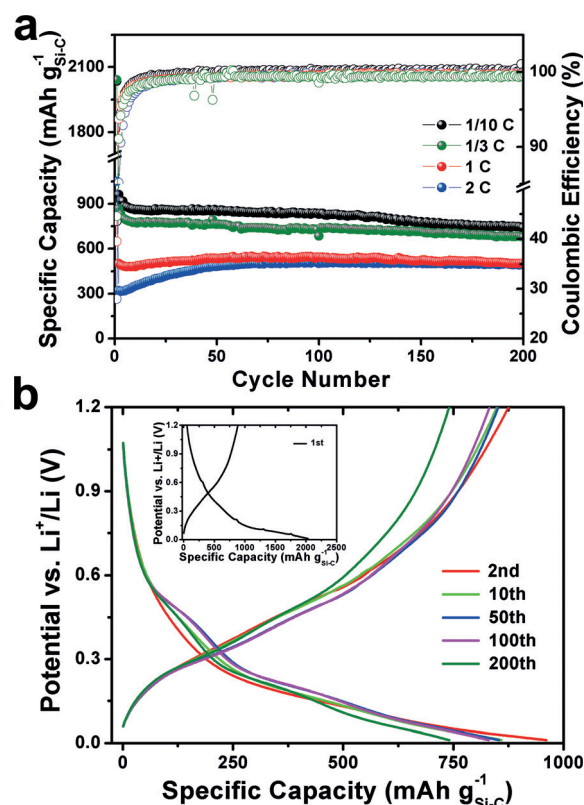 a
Specific Capacity (mAh g⁻¹Si-C)
2100
1800
900
600
300
0
1/10 C
1/3 C
1 C
2 C
100
90
40
30
20
Coulombic Efficiency (%)
0 50 100 150 200
Cycle Number
b
Potential vs. Li⁺/Li (V)
1.2
0.9
0.6
0.3
0.0
Potential vs. Li+/Li (V)
1.2
0.9
0.6
0.3
0.0
1st
0 500 1000 1500 2000 2500
Specific Capacity (mAh g⁻¹Si-C)
2nd
10th
50th
100th
200th
0 250 500 750 1000
Specific Capacity (mAh g⁻¹Si-C)